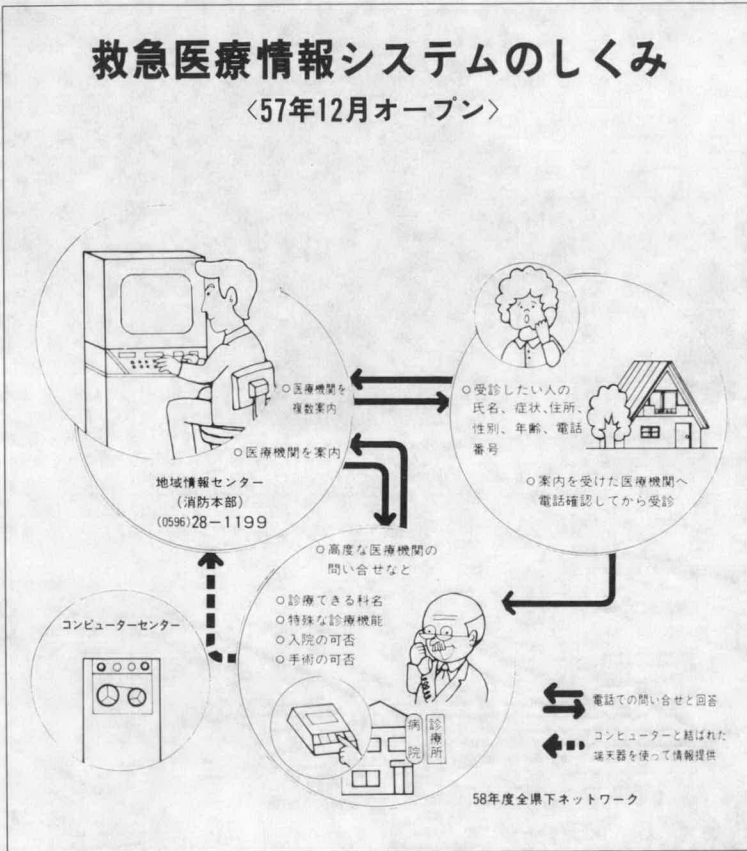 救急医療情報システムのしくみ
〈57年12月オープン〉
○医療機関を
複数案内
○医療機関を案内
地域情報センター
(消防本部)
(0596)28-1199
○受診したい人の
氏名、症状、住所、
性別、年齢、電話
番号
○案内を受けた医療機関へ
電話確認してから受診
○高度な医療機関の
問い合せなど
○診療できる科名
○特殊な診療機能
○入院の可否
○手術の可否
コンピューターセンター
病院
診療所
電話での問い合せと回答
コンピューターと結ばれた
端末器を使って情報提供
58年度全県下ネットワーク